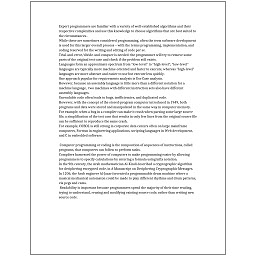 Expert programmers are familiar with a variety of well-established algorithms and their
respective complexities and use this knowledge to choose algorithms that are best suited to
the circumstances.
While these are sometimes considered programming, often the term software development
is used for this larger overall process – with the terms programming, implementation, and
coding reserved for the writing and editing of code per se.
Trial-and-error/divide-and-conquer is needed: the programmer will try to remove some
parts of the original test case and check if the problem still exists.
Languages form an approximate spectrum from "low-level" to "high-level"; "low-level"
languages are typically more machine-oriented and faster to execute, whereas "high-level"
languages are more abstract and easier to use but execute less quickly.
One approach popular for requirements analysis is Use Case analysis.
However, because an assembly language is little more than a different notation for a
machine language, two machines with different instruction sets also have different
assembly languages.
Unreadable code often leads to bugs, inefficiencies, and duplicated code.
However, with the concept of the stored-program computer introduced in 1949, both
programs and data were stored and manipulated in the same way in computer memory.
For example, when a bug in a compiler can make it crash when parsing some large source
file, a simplification of the test case that results in only few lines from the original source file
can be sufficient to reproduce the same crash.
For example, COBOL is still strong in corporate data centers often on large mainframe
computers, Fortran in engineering applications, scripting languages in Web development,
and C in embedded software.
Computer programming or coding is the composition of sequences of instructions, called
programs, that computers can follow to perform tasks.
Compilers harnessed the power of computers to make programming easier by allowing
programmers to specify calculations by entering a formula using infix notation.
In the 9th century, the Arab mathematician Al-Kindi described a cryptographic algorithm
for deciphering encrypted code, in A Manuscript on Deciphering Cryptographic Messages.
In 1206, the Arab engineer Al-Jazari invented a programmable drum machine where a
musical mechanical automaton could be made to play different rhythms and drum patterns,
via pegs and cams.
Readability is important because programmers spend the majority of their time reading,
trying to understand, reusing and modifying existing source code, rather than writing new
source code.